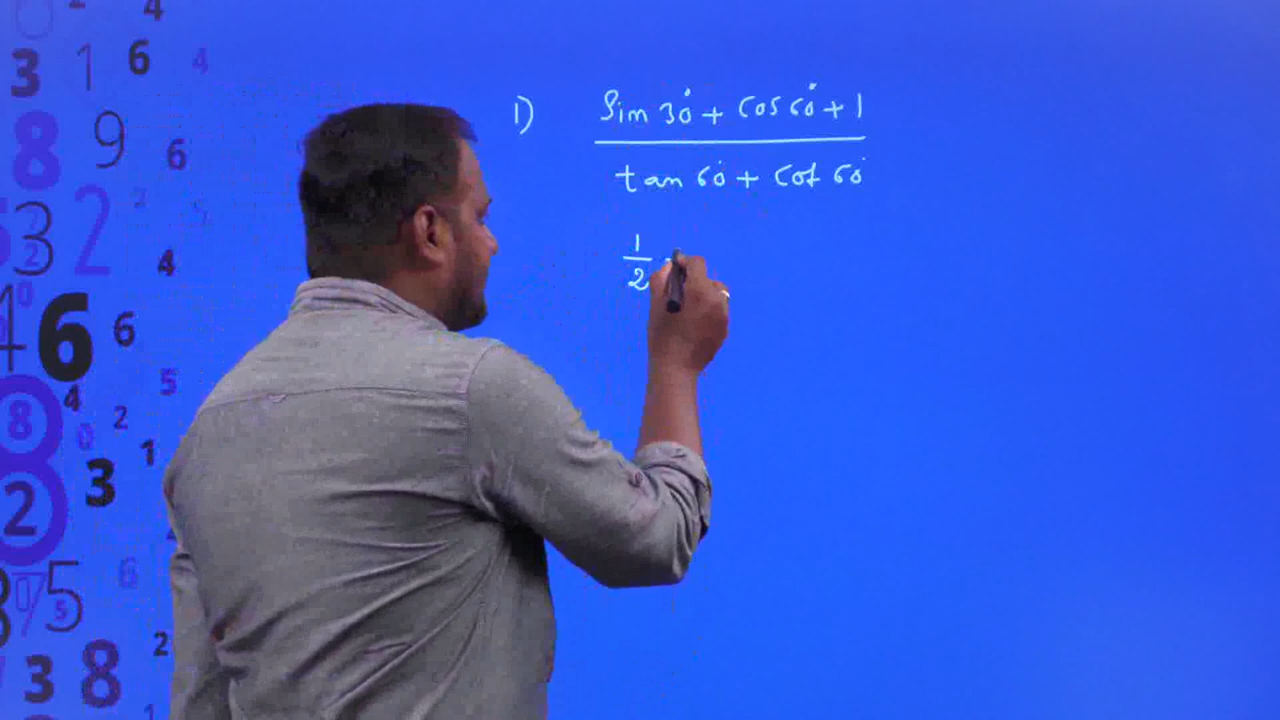 1) Sin 30° + Cos 60° + 1
tan 60° + Cot 60°
1
2